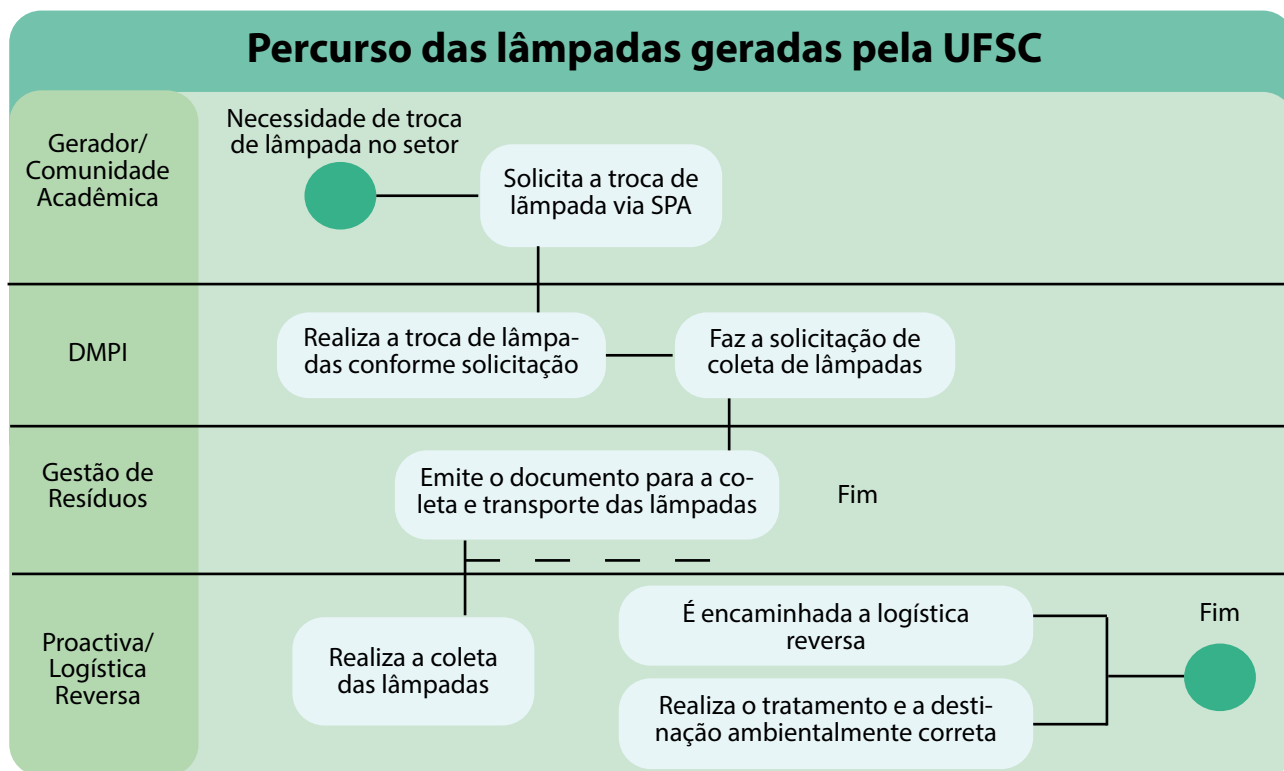 Percurso das lâmpadas geradas pela UFSC
Gerador/
Comunidade
Acadêmica
Necessidade de troca
de lâmpada no setor
Solicita a troca de
lãmpada via SPA
DMPI
Realiza a troca de lâmpa-
das conforme solicitação
Faz a solicitação de
coleta de lâmpadas
Gestão de
Resíduos
Emite o documento para a co-
leta e transporte das lãmpadas
Fim
Proactiva/
Logística
Reversa
Realiza a coleta
das lâmpadas
É encaminhada a logística
reversa
Realiza o tratamento e a desti-
nação ambientalmente correta
Fim